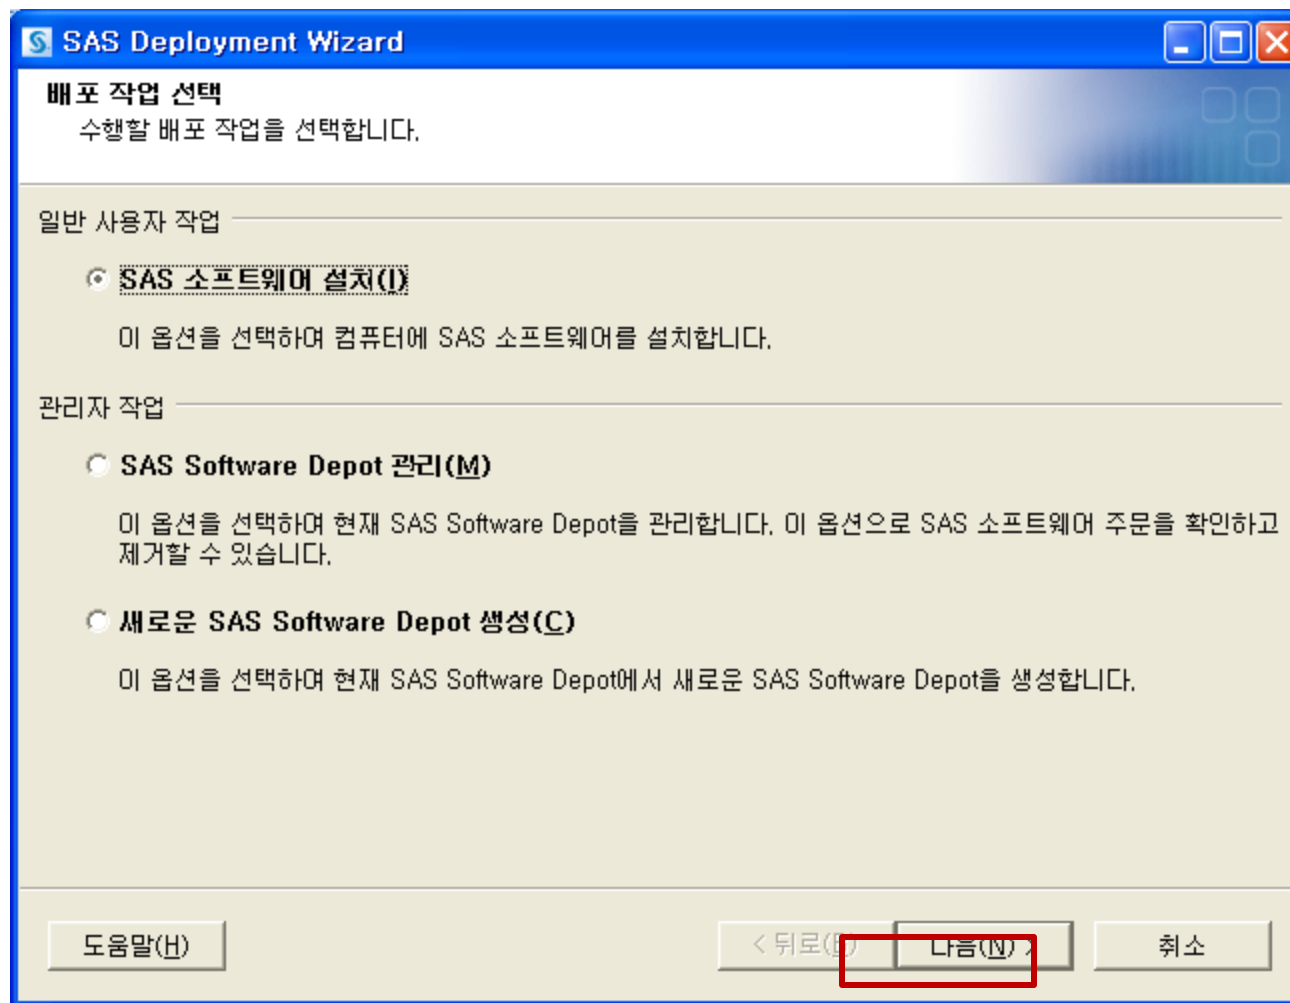 SAS Deployment Wizard
배포 작업 선택
수행할 배포 작업을 선택합니다.
일반 사용자 작업
SAS 소프트웨어 설치(I)
이 옵션을 선택하여 컴퓨터에 SAS 소프트웨어를 설치합니다.
관리자 작업
SAS Software Depot 관리(M)
이 옵션을 선택하여 현재 SAS Software Depot을 관리합니다. 이 옵션으로 SAS 소프트웨어 주문을 확인하고
제거할 수 있습니다.
새로운 SAS Software Depot 생성(C)
이 옵션을 선택하여 현재 SAS Software Depot에서 새로운 SAS Software Depot을 생성합니다.
도움말(H) < 뒤로(B) 다음(N) > 취소